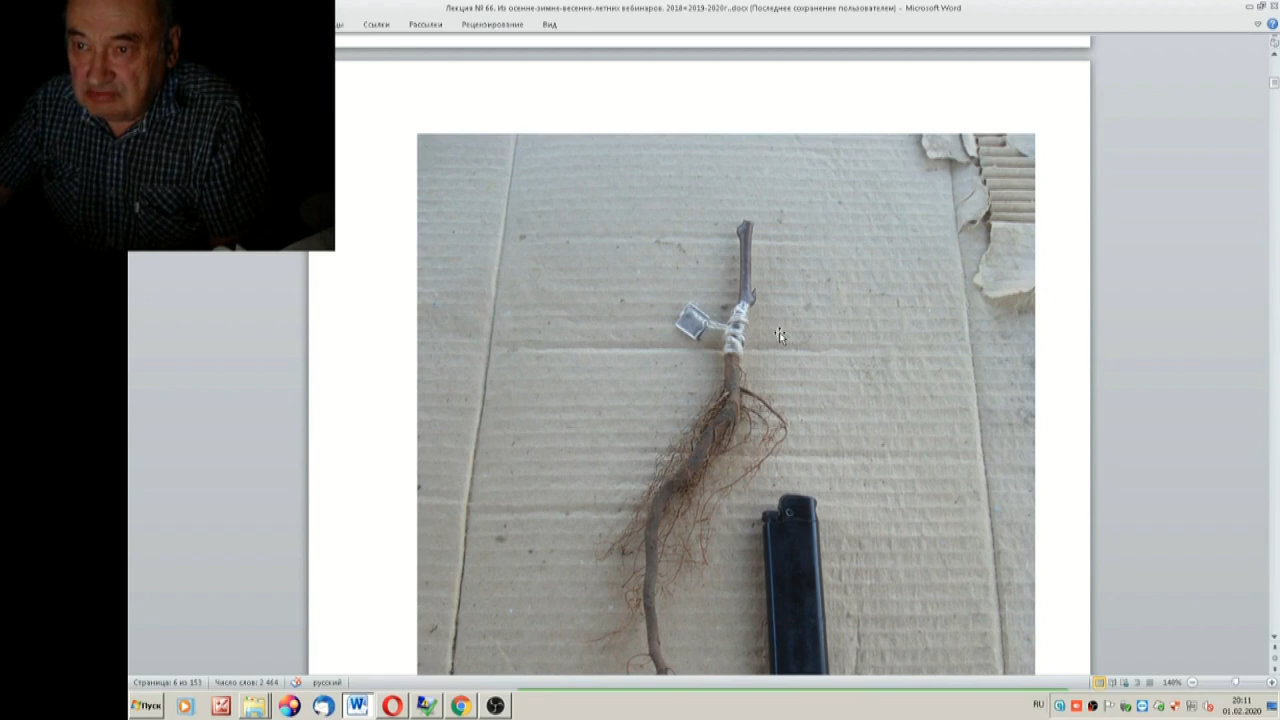 Лекция № 66. Из осенне-зимне-весенне-летних вебинаров. 2018=2019-2020г..docx (Последнее сохранение пользователем) - Microsoft Word
цы Ссылки Рассылки Рецензирование Вид
Страница: 6 из 153 Число слов: 2 464 русский 140%
Пуск RU 20:11
01.02.2020